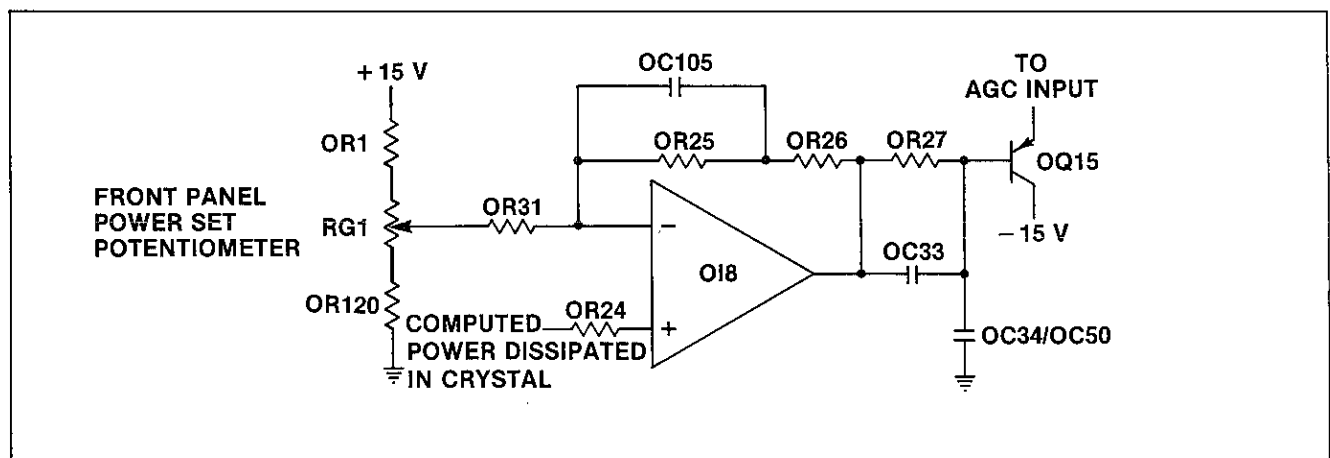 + 15 V
OR1
FRONT PANEL
POWER SET
POTENTIOMETER
RG1
OR120
OR31
OC105
OR25
OR26
OR27
−
OI8
+
OR24
COMPUTED
POWER DISSIPATED
IN CRYSTAL
TO
AGC INPUT
OQ15
− 15 V
OC33
OC34/OC50